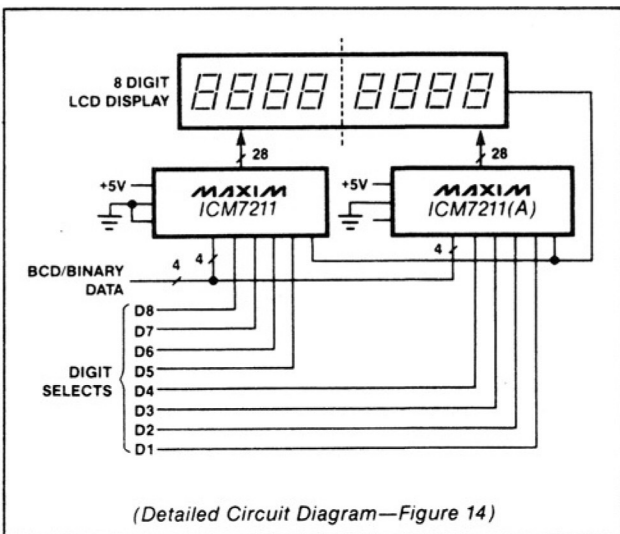 8 DIGIT
LCD DISPLAY
28
28
+5V
MAXIM
ICM7211
+5V
MAXIM
ICM7211(A)
4
4
BCD/BINARY
DATA
4
D8
D7
D6
D5
D4
D3
D2
D1
DIGIT
SELECTS
(Detailed Circuit Diagram—Figure 14)